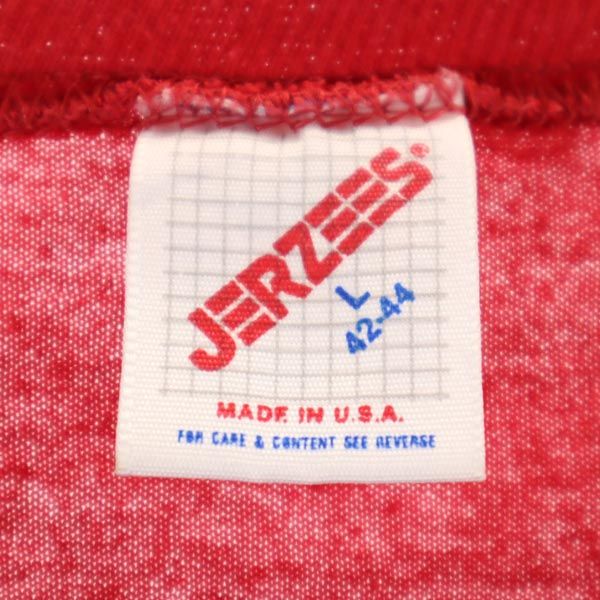 JERZEES®
L
42-44
MADE IN U.S.A.
FOR CARE & CONTENT SEE REVERSE